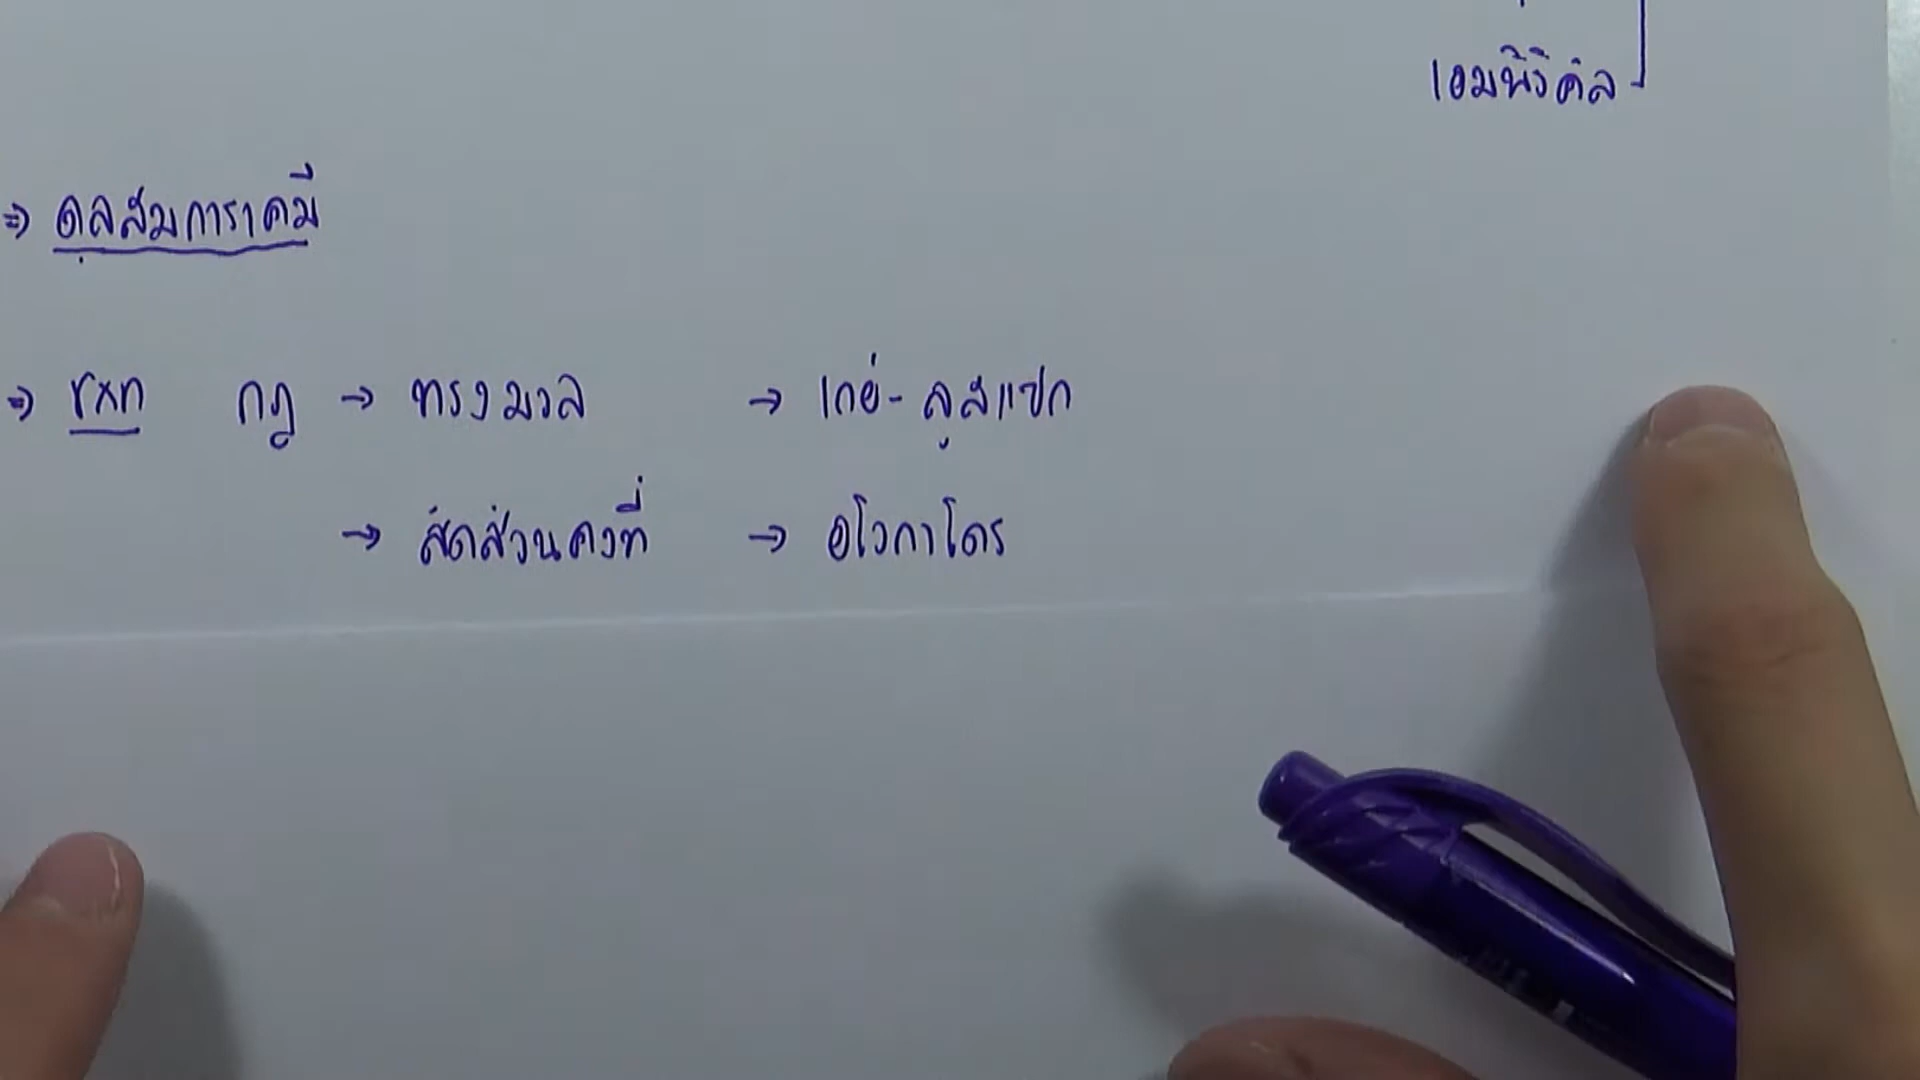 เอมพิริคัล
⇒ ดุลสมการเคมี
⇒ rxn กฎ → ทรงมวล → เกย์-ลูสแซก
→ สัดส่วนคงที่ → อโวกาโดร